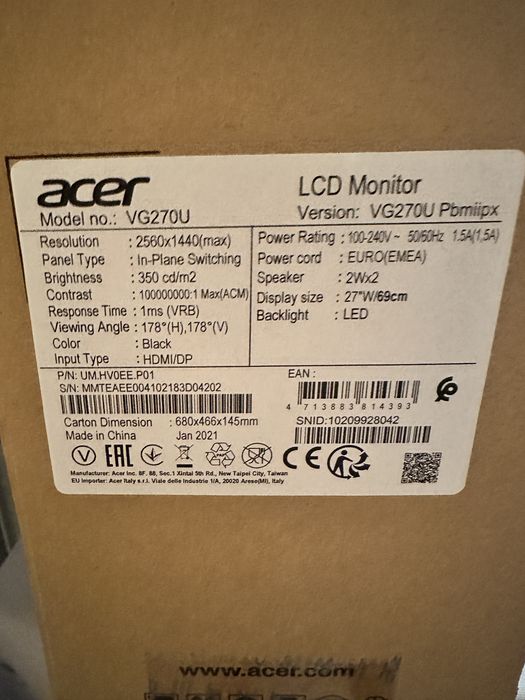 acer
LCD Monitor
Model no.: VG270U
Version: VG270U Pbmiipx
Resolution : 2560x1440(max)
Panel Type : In-Plane Switching
Brightness : 350 cd/m2
Contrast : 100000000:1 Max(ACM)
Response Time : 1ms (VRB)
Viewing Angle : 178°(H),178°(V)
Color : Black
Input Type : HDMI/DP
Power Rating : 100-240V~ 50/60Hz 1.5A(1,5A)
Power cord : EURO(EMEA)
Speaker : 2Wx2
Display size : 27"W/69cm
Backlight : LED
P/N: UM.HV0EE.P01
S/N: MMTEAEE004102183D04202
EAN :
4 713883 814393
Carton Dimension : 680x466x145mm
Made in China Jan 2021
SNID:10209928042
EAC
CE
Manufacturer: Acer Inc. 8F, 88, Sec.1 Xintai 5th Rd., New Taipei City, Taiwan
EU Importer: Acer Italy s.r.l. Viale delle Industrie 1/A, 20020 Arese(MI), Italy
www.acer.com